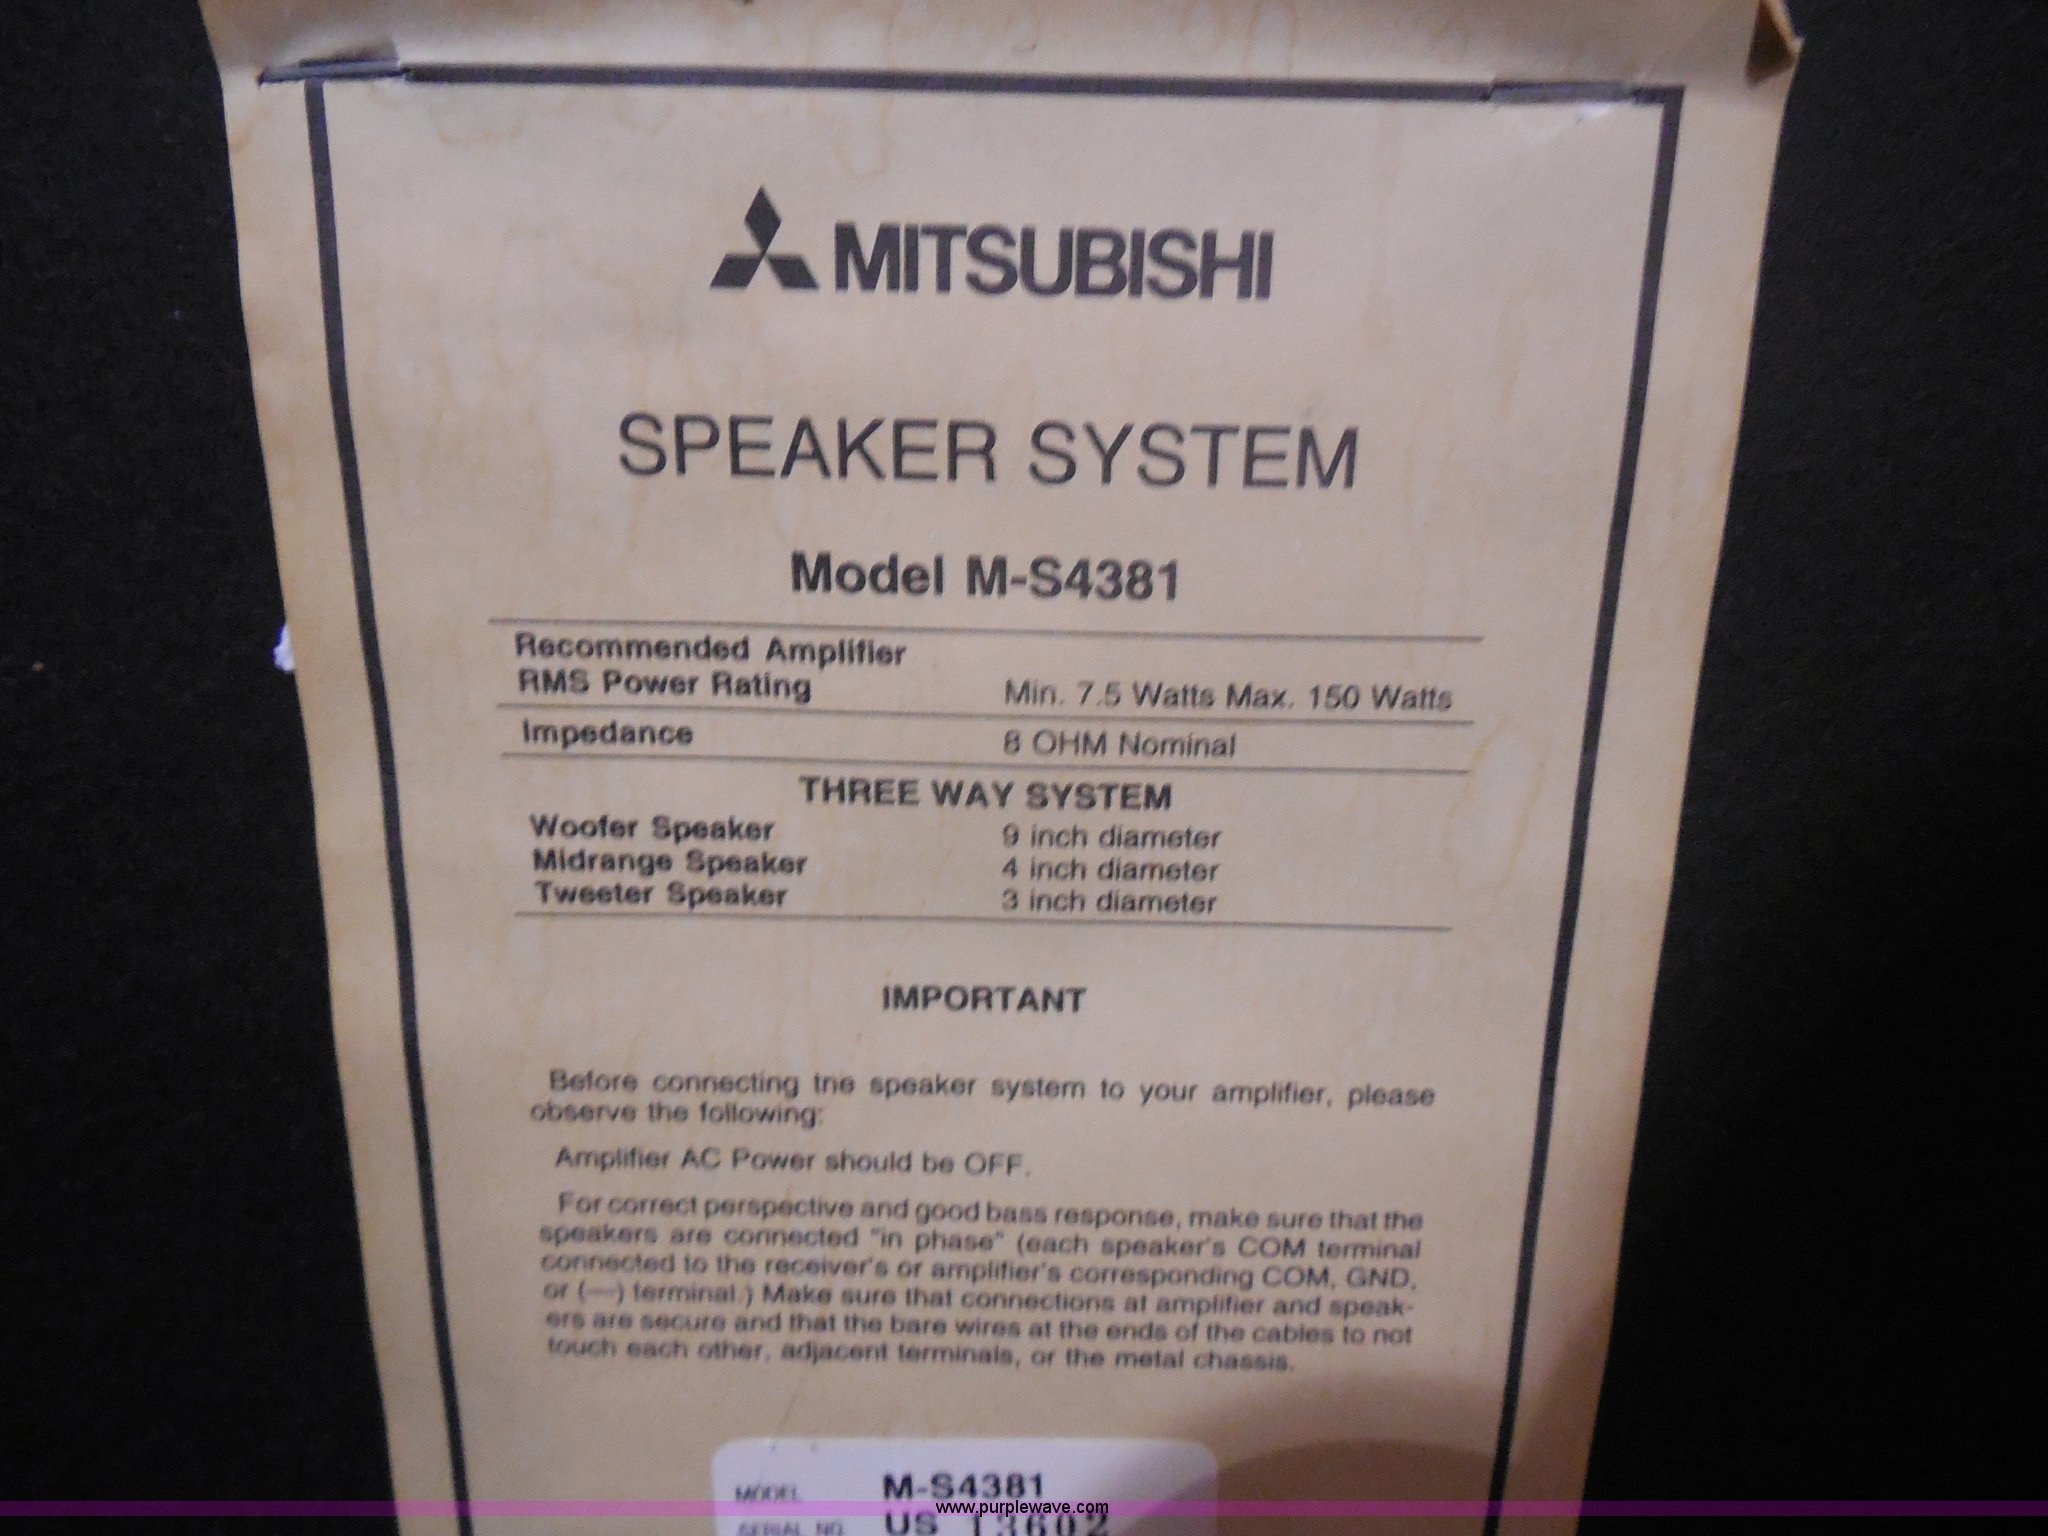 MITSUBISHI
SPEAKER SYSTEM
Model M-S4381
Recommended Amplifier
RMS Power Rating Min. 7.5 Watts Max. 150 Watts
Impedance 8 OHM Nominal
THREE WAY SYSTEM
Woofer Speaker 9 inch diameter
Midrange Speaker 4 inch diameter
Tweeter Speaker 3 inch diameter
IMPORTANT
Before connecting the speaker system to your amplifier, please
observe the following:
Amplifier AC Power should be OFF.
For correct perspective and good bass response, make sure that the
speakers are connected "in phase" (each speaker's COM terminal
connected to the receiver's or amplifier's corresponding COM, GND,
or (—) terminal.) Make sure that connections at amplifier and speak-
ers are secure and that the bare wires at the ends of the cables to not
touch each other, adjacent terminals, or the metal chassis.
MODEL M-S4381
www.purplewave.com
SERIAL NO. US 13602